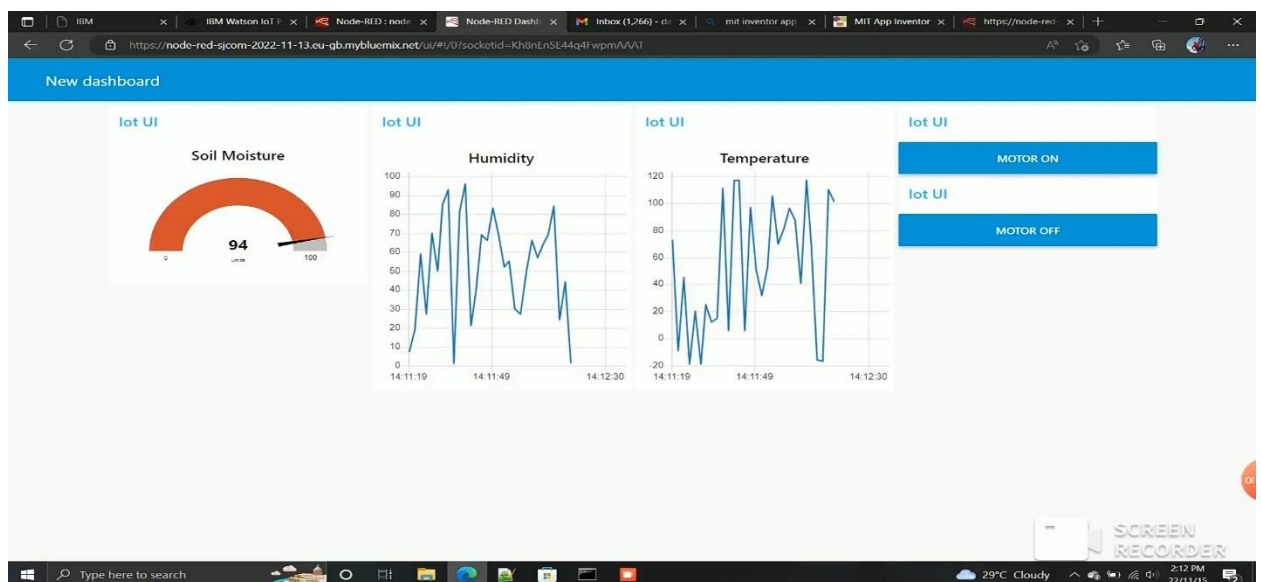 IBM
IBM Watson IoT P
Node-RED : node
Node-RED Dashb
Inbox (1,266) - da
mit inventor app
MIT App Inventor
https://node-red-
https://node-red-sjcom-2022-11-13.eu-gb.mybluemix.net/ui/#!/0?socketid=Kh8nEnSE44q4FwpmAAAT
New dashboard
Iot UI
Soil Moisture
94
units
0
100
Iot UI
Humidity
100
90
80
70
60
50
40
30
20
10
0
14:11:19 14:11:49 14:12:30
Iot UI
Temperature
120
100
80
60
40
20
0
-20
14:11:19 14:11:49 14:12:30
Iot UI
MOTOR ON
Iot UI
MOTOR OFF
SCREEN
RECORDER
Type here to search
29°C Cloudy
2:12 PM
22/11/15